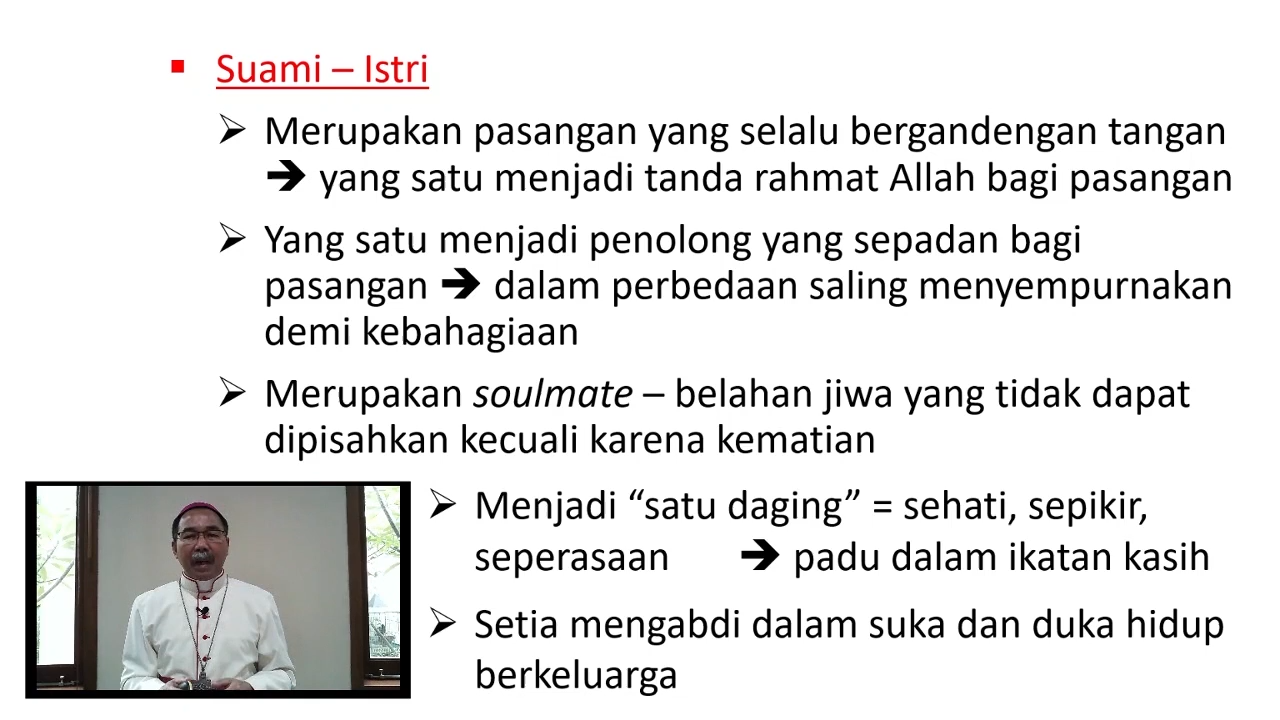 ▪ Suami – Istri
➢ Merupakan pasangan yang selalu bergandengan tangan
➔ yang satu menjadi tanda rahmat Allah bagi pasangan
➢ Yang satu menjadi penolong yang sepadan bagi
pasangan ➔ dalam perbedaan saling menyempurnakan
demi kebahagiaan
➢ Merupakan soulmate – belahan jiwa yang tidak dapat
dipisahkan kecuali karena kematian
➢ Menjadi “satu daging” = sehati, sepikir,
seperasaan ➔ padu dalam ikatan kasih
➢ Setia mengabdi dalam suka dan duka hidup
berkeluarga